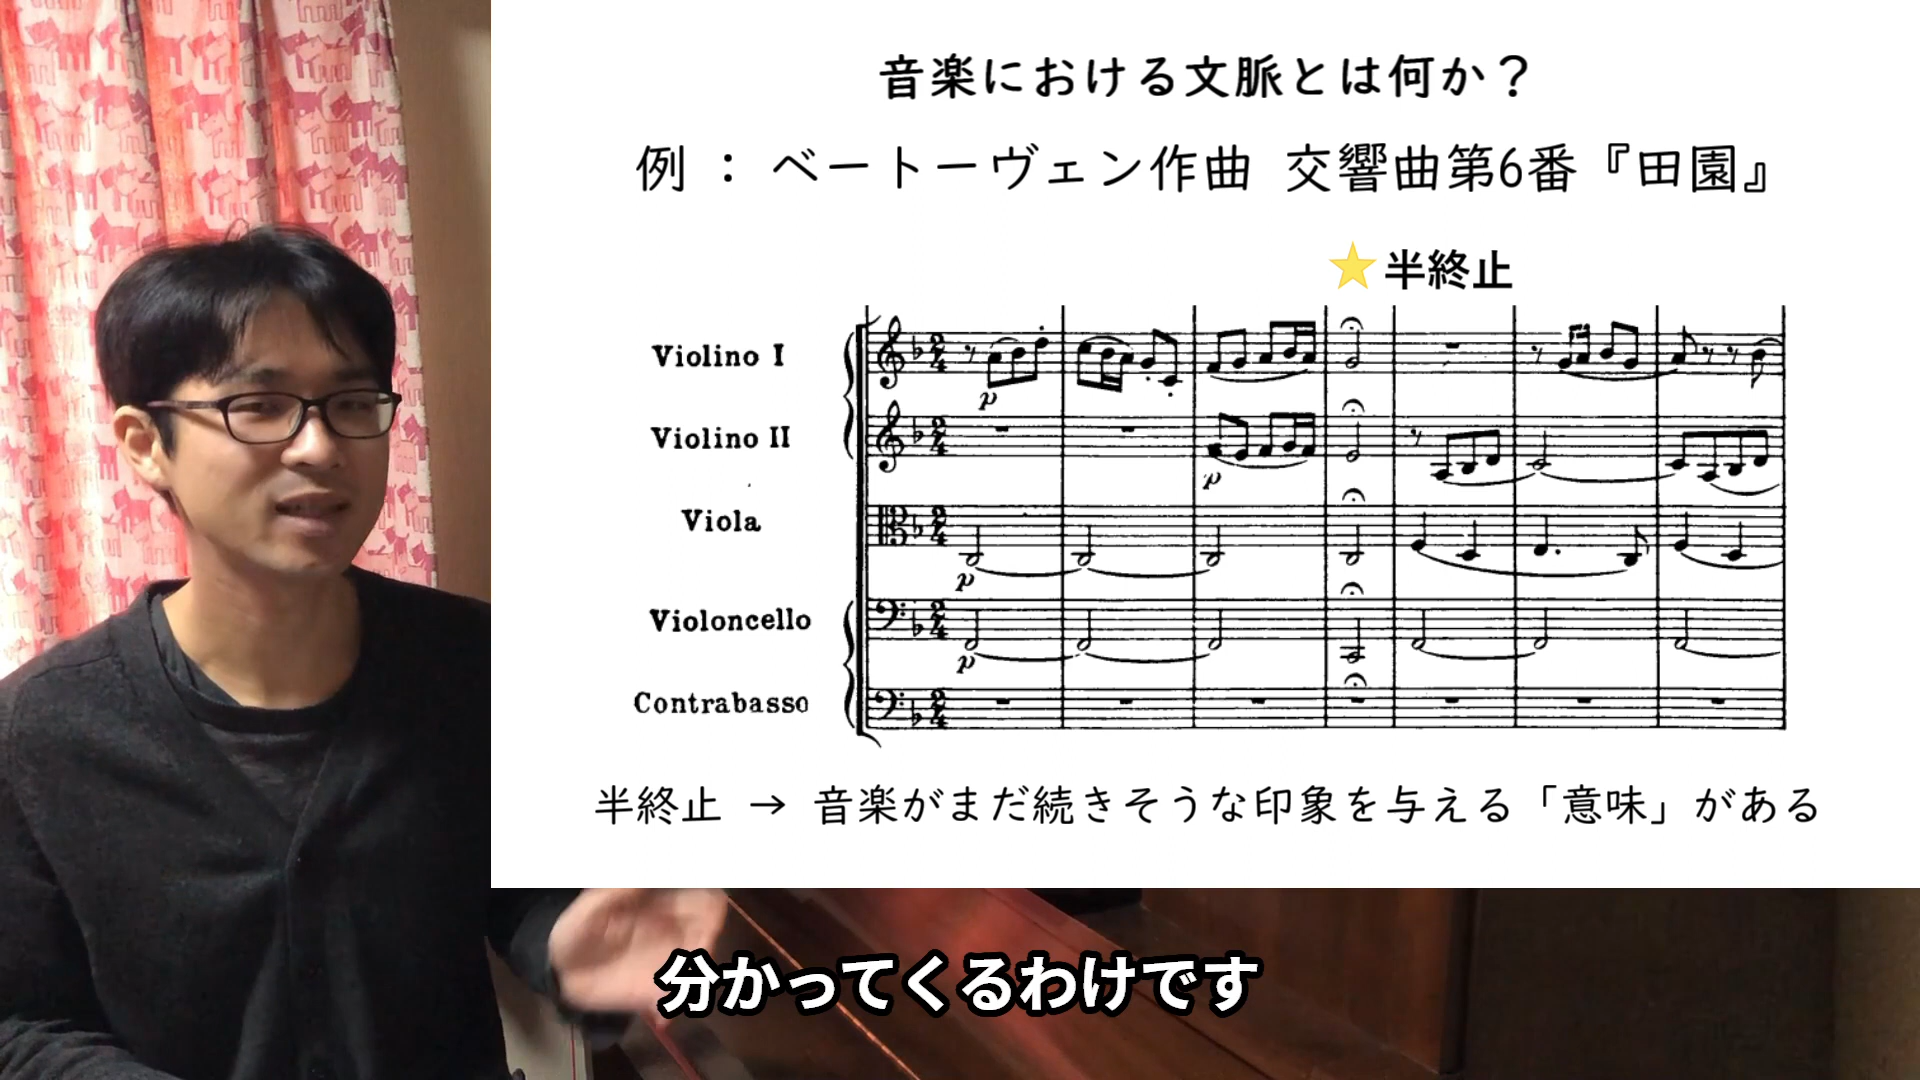 音楽における文脈とは何か？
例 ： ベートーヴェン作曲 交響曲第6番『田園』
⭐半終止
Violino I
p
Violino II
p
Viola
p
Violoncello
p
Contrabasso
半終止 → 音楽がまだ続きそうな印象を与える「意味」がある
分かってくるわけです